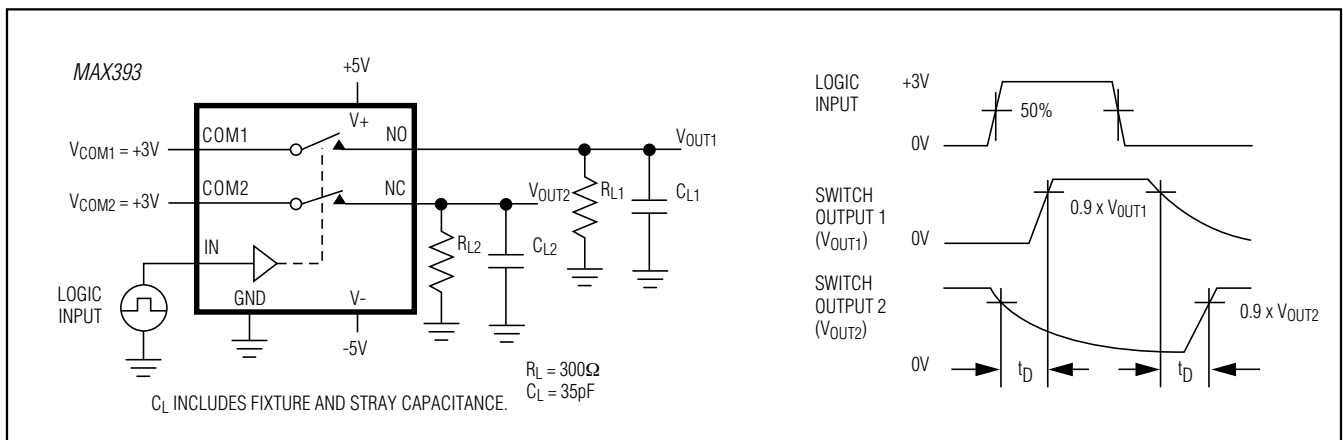 MAX393
+5V
V+
COM1
NO
VCOM1 = +3V
VOUT1
COM2
NC
VCOM2 = +3V
VOUT2
RL1
CL1
RL2
CL2
IN
LOGIC
INPUT
GND
V-
-5V
RL = 300Ω
CL = 35pF
CL INCLUDES FIXTURE AND STRAY CAPACITANCE.
LOGIC
INPUT
+3V
50%
0V
SWITCH
OUTPUT 1
(VOUT1)
0.9 x VOUT1
0V
SWITCH
OUTPUT 2
(VOUT2)
0.9 x VOUT2
0V
tD
tD